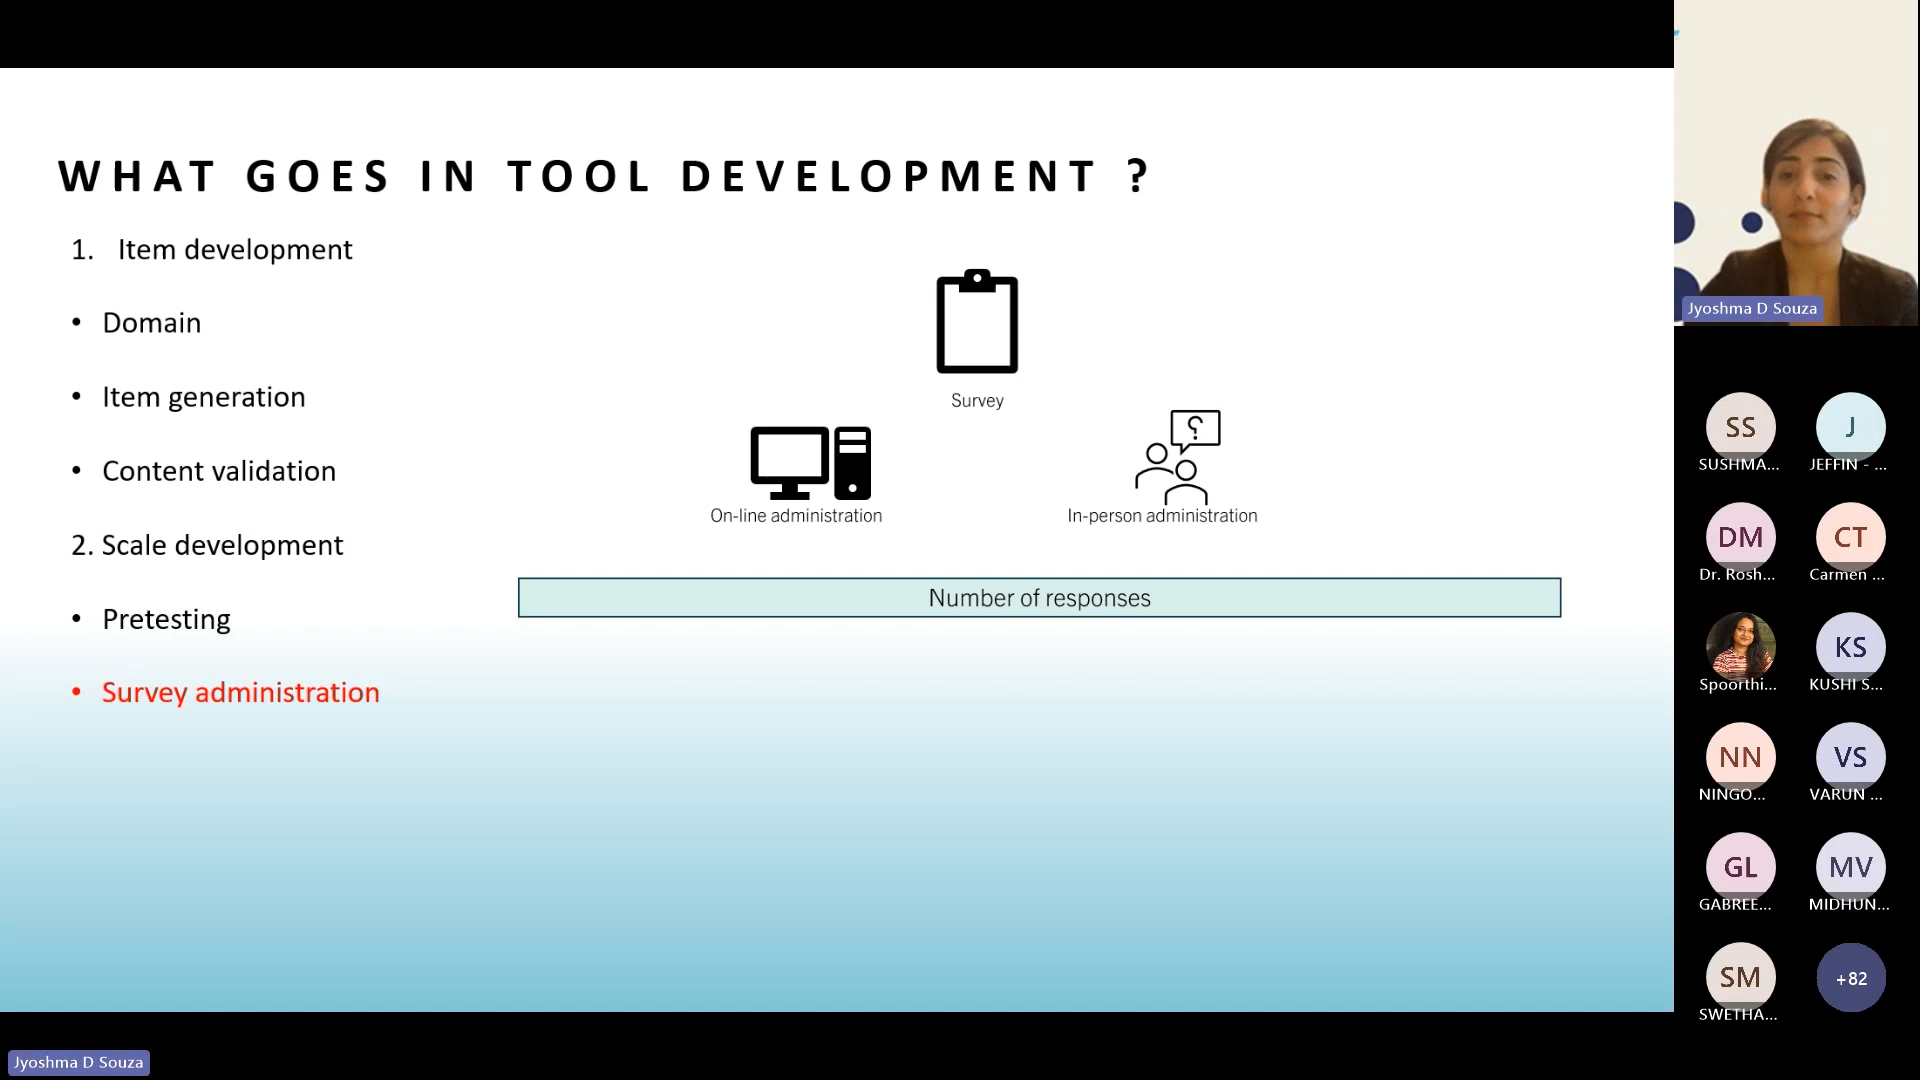 WHAT GOES IN TOOL DEVELOPMENT ?
1. Item development
• Domain
• Item generation
• Content validation
2. Scale development
• Pretesting
• Survey administration
Survey
?
On-line administration
In-person administration
Number of responses
Jyoshma D Souza
SS
SUSHMA...
J
JEFFIN - ...
DM
Dr. Rosh...
CT
Carmen ...
Spoorthi...
KS
KUSHI S...
NN
NINGO...
VS
VARUN ...
GL
GABREE...
MV
MIDHUN...
SM
SWETHA...
+82
Jyoshma D Souza